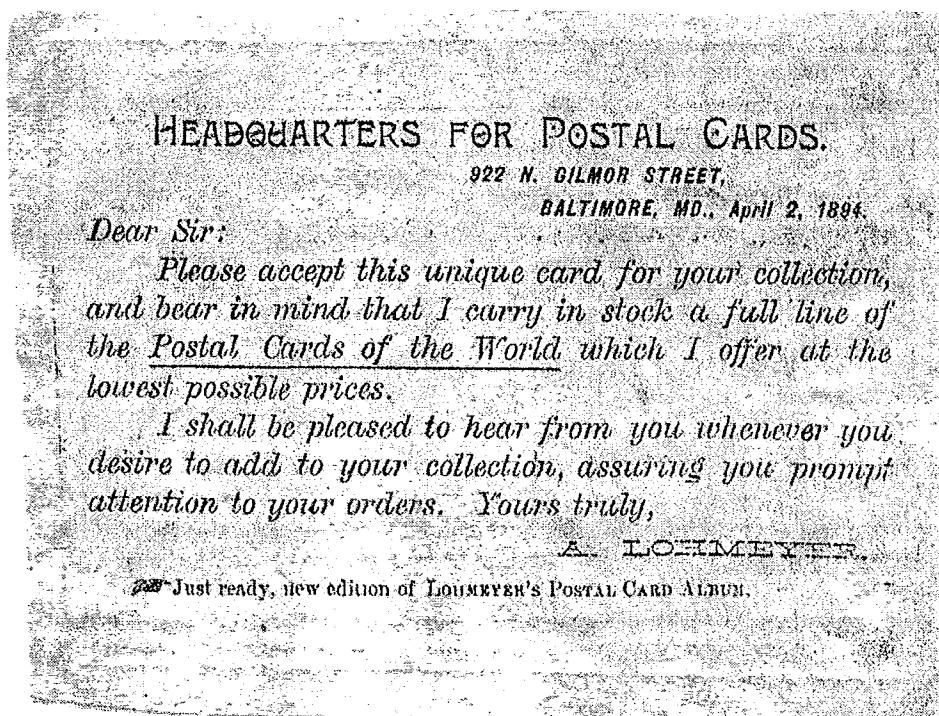 HEADQUARTERS FOR POSTAL CARDS.
922 N. GILMOR STREET,
BALTIMORE, MD., April 2, 1894.
Dear Sir:
Please accept this unique card for your collection,
and bear in mind that I carry in stock a full line of
the Postal Cards of the World which I offer at the
lowest possible prices.
I shall be pleased to hear from you whenever you
desire to add to your collection, assuring you prompt
attention to your orders. Yours truly,
A. LOHMEYER.
Just ready, new edition of LOHMEYER'S POSTAL CARD ALBUM.